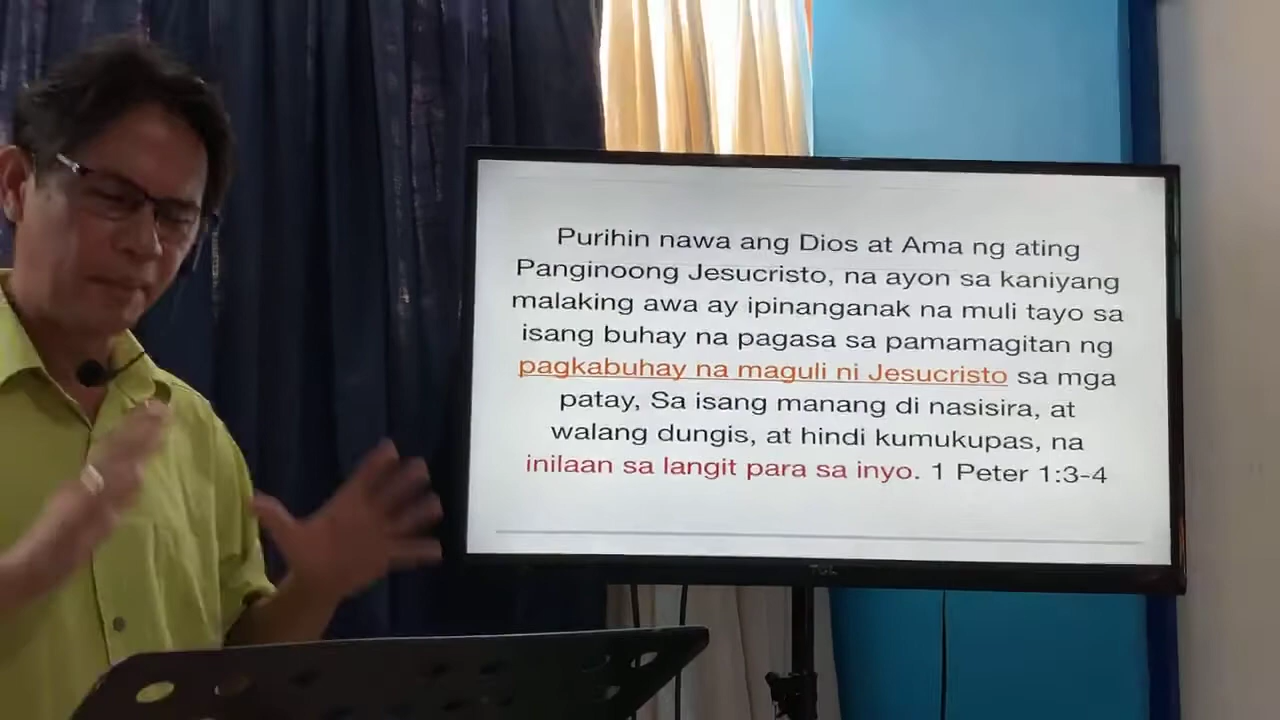 Purihin nawa ang Dios at Ama ng ating
Panginoong Jesucristo, na ayon sa kaniyang
malaking awa ay ipinanganak na muli tayo sa
isang buhay na pagasa sa pamamagitan ng
pagkabuhay na maguli ni Jesucristo sa mga
patay, Sa isang manang di nasisira, at
walang dungis, at hindi kumukupas, na
inilaan sa langit para sa inyo. 1 Peter 1:3-4
TCL